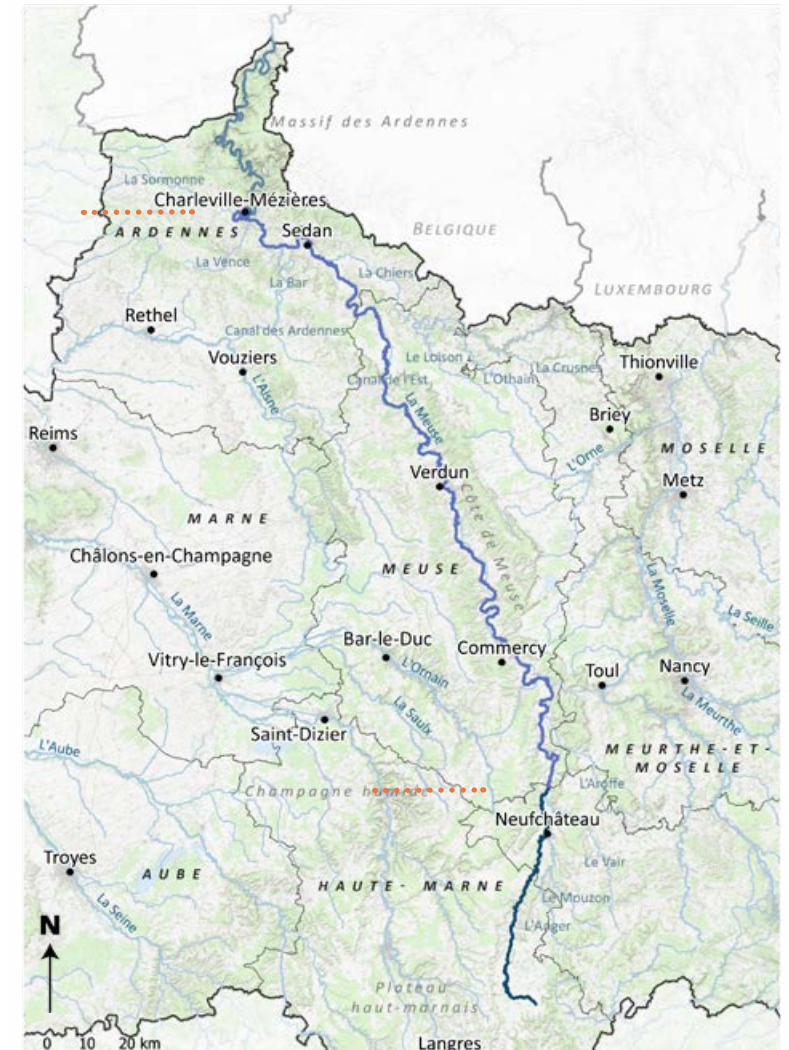 Massif des Ardennes
La Sormonne
Charleville-Mézières
ARDENNES
Sedan
BELGIQUE
La Vence
La Chiers
La Bar
LUXEMBOURG
Rethel
Canal des Ardennes
Vouziers
Le Loison
La Crusnes
Thionville
L'Aisne
Canal de l'Est
L'Othain
La Meuse
Briey
Reims
MOSELLE
L'Orne
Verdun
Metz
Côte de Meuse
MARNE
Châlons-en-Champagne
MEUSE
La Moselle
La Marne
La Seille
Bar-le-Duc
Commercy
Vitry-le-François
L'Ornain
Toul
Nancy
La Saulx
La Meurthe
Saint-Dizier
L'Aube
MEURTHE-ET-
MOSELLE
Champagne humide
L'Aroffe
Neufchâteau
Troyes
AUBE
Le Vair
HAUTE-MARNE
La Seine
Le Mouzon
N
L'Anger
Plateau
haut-marnais
0 10 20 km
Langres